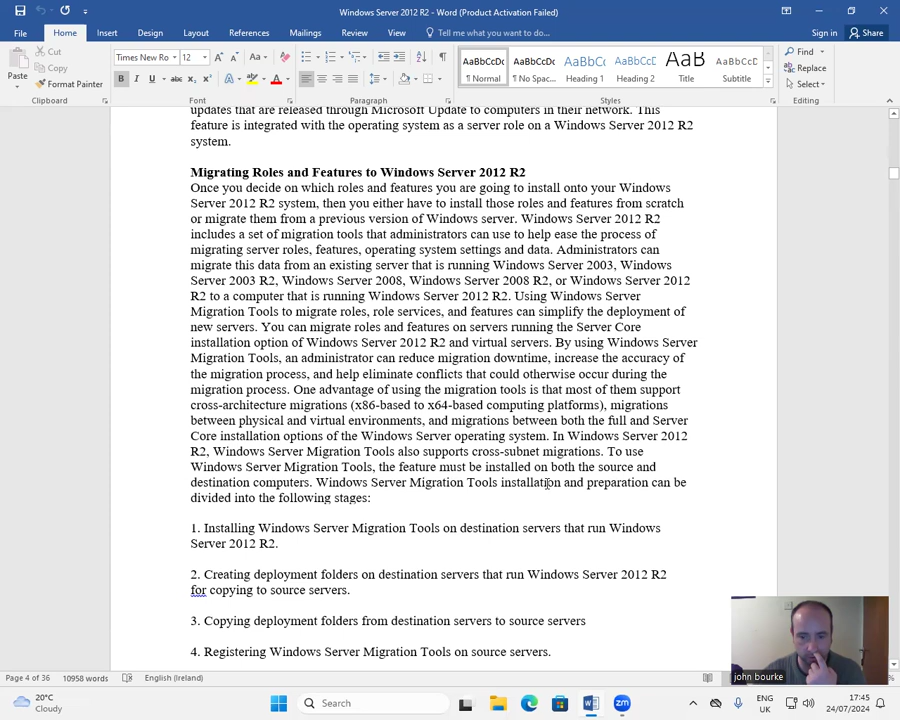 Windows Server 2012 R2 - Word (Product Activation Failed)
File Home Insert Design Layout References Mailings Review View Tell me what you want to do... Sign in Share
Paste Cut Copy Format Painter
Times New Ro 12
AaBbCcDc AaBbCcDc AaBbCc AaBbCcC AaB AaBbCcD
¶ Normal ¶ No Spac... Heading 1 Heading 2 Title Subtitle
Find Replace Select
Clipboard Font Paragraph Styles Editing
updates that are released through Microsoft Update to computers in their network. This
feature is integrated with the operating system as a server role on a Windows Server 2012 R2
system.
Migrating Roles and Features to Windows Server 2012 R2
Once you decide on which roles and features you are going to install onto your Windows
Server 2012 R2 system, then you either have to install those roles and features from scratch
or migrate them from a previous version of Windows server. Windows Server 2012 R2
includes a set of migration tools that administrators can use to help ease the process of
migrating server roles, features, operating system settings and data. Administrators can
migrate this data from an existing server that is running Windows Server 2003, Windows
Server 2003 R2, Windows Server 2008, Windows Server 2008 R2, or Windows Server 2012
R2 to a computer that is running Windows Server 2012 R2. Using Windows Server
Migration Tools to migrate roles, role services, and features can simplify the deployment of
new servers. You can migrate roles and features on servers running the Server Core
installation option of Windows Server 2012 R2 and virtual servers. By using Windows Server
Migration Tools, an administrator can reduce migration downtime, increase the accuracy of
the migration process, and help eliminate conflicts that could otherwise occur during the
migration process. One advantage of using the migration tools is that most of them support
cross-architecture migrations (x86-based to x64-based computing platforms), migrations
between physical and virtual environments, and migrations between both the full and Server
Core installation options of the Windows Server operating system. In Windows Server 2012
R2, Windows Server Migration Tools also supports cross-subnet migrations. To use
Windows Server Migration Tools, the feature must be installed on both the source and
destination computers. Windows Server Migration Tools installation and preparation can be
divided into the following stages:
1. Installing Windows Server Migration Tools on destination servers that run Windows
Server 2012 R2.
2. Creating deployment folders on destination servers that run Windows Server 2012 R2
for copying to source servers.
3. Copying deployment folders from destination servers to source servers
4. Registering Windows Server Migration Tools on source servers.
john bourke
Page 4 of 36 10958 words English (Ireland)
20°C
Cloudy
Search
ENG
UK
17:45
24/07/2024